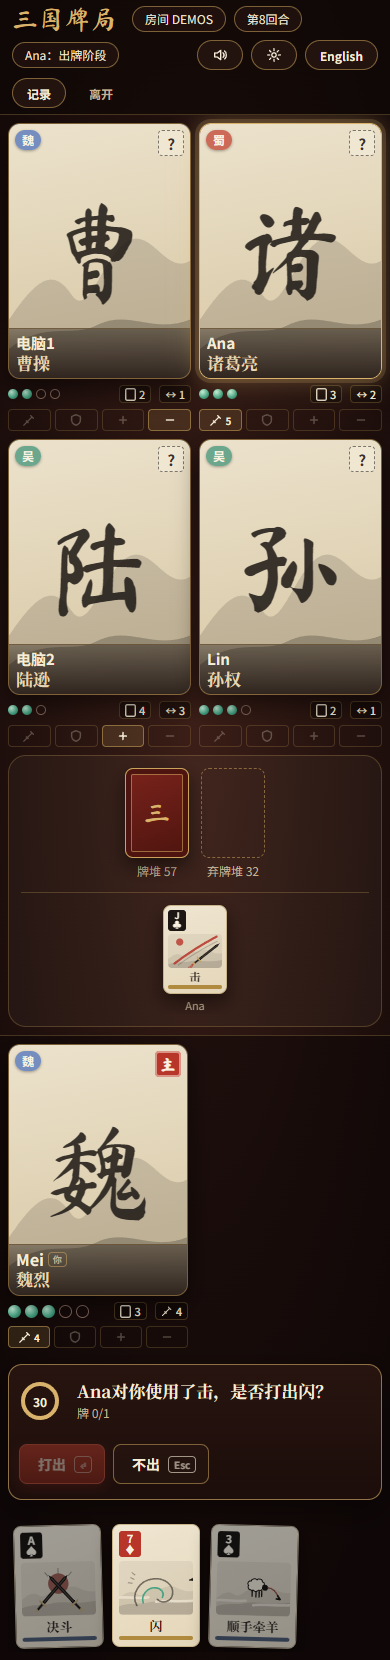 三国牌局
房间 DEMOS
第8回合
Ana：出牌阶段
English
记录
离开
魏
?
曹
电脑1
曹操
2
1
蜀
?
诸
Ana
诸葛亮
3
2
5
吴
?
陆
电脑2
陆逊
4
3
吴
?
孙
Lin
孙权
2
1
三
牌堆 57
弃牌堆 32
J
击
Ana
魏
主
魏
Mei 你
魏烈
3
4
4
30
Ana对你使用了击，是否打出闪？
牌 0/1
打出
不出 Esc
A
决斗
7
闪
3
顺手牵羊